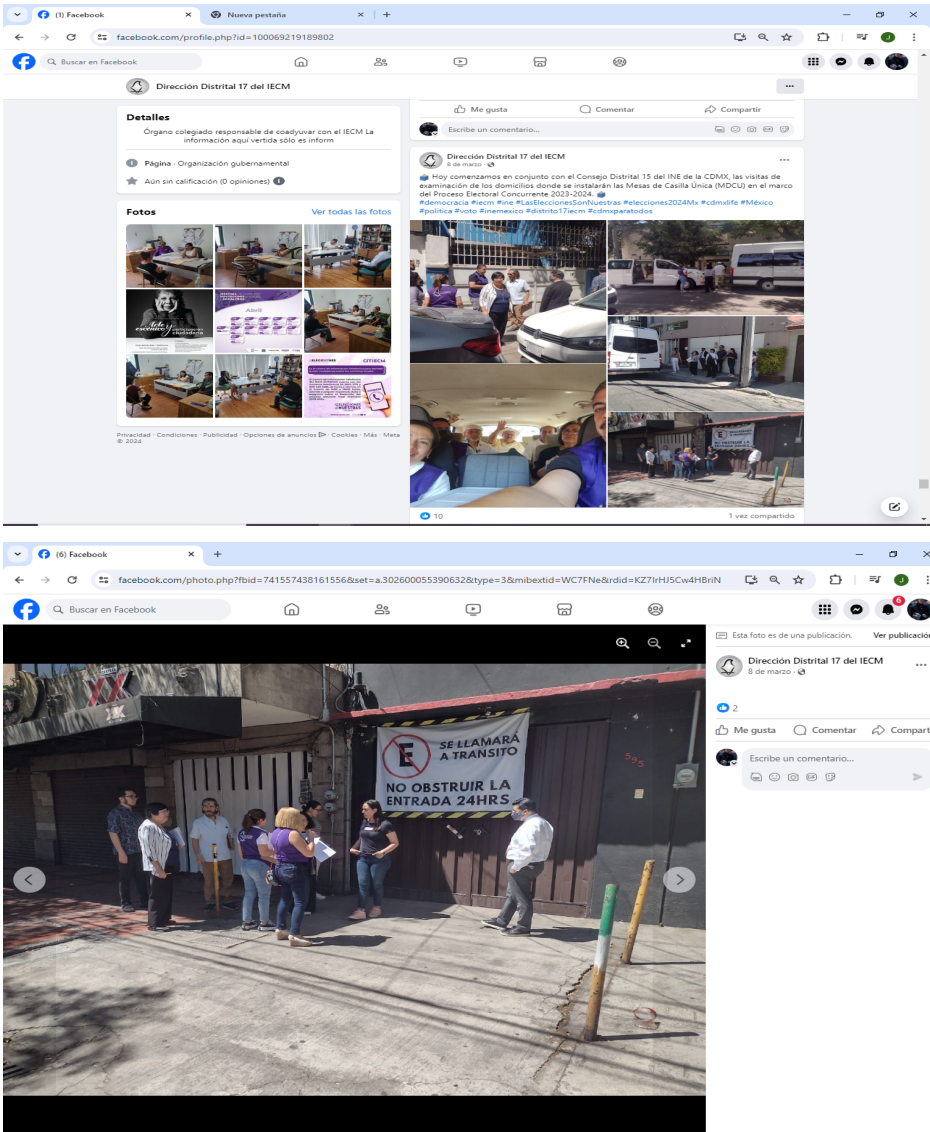 (1) Facebook
Nueva pestaña
facebook.com/profile.php?id=100069219189802
Buscar en Facebook
Dirección Distrital 17 del IECM
Detalles
Órgano colegiado responsable de coadyuvar con el IECM La
información aquí vertida sólo es inform
Página · Organización gubernamental
Aún sin calificación (0 opiniones)
Fotos
Ver todas las fotos
Abril
CITIECM
Privacidad · Condiciones · Publicidad · Opciones de anuncios · Cookies · Más · Meta
© 2024
Me gusta
Comentar
Compartir
Escribe un comentario...
Dirección Distrital 17 del IECM
8 de marzo ·
Hoy comenzamos en conjunto con el Consejo Distrital 15 del INE de la CDMX, las visitas de
examinación de los domicilios donde se instalarán las Mesas de Casilla Única (MDCU) en el marco
del Proceso Electoral Concurrente 2023-2024.
#democracia #iecm #ine #LasEleccionesSonNuestras #elecciones2024Mx #cdmxlife #México
#politica #voto #inemexico #distrito17iecm #cdmxparatodos
10
1 vez compartido
(6) Facebook
facebook.com/photo.php?fbid=741557438161556&set=a.302600055390632&type=3&mibextid=WC7FNe&rdid=KZ7IrHJ5Cw4HBriN
Buscar en Facebook
6
Esta foto es de una publicación.
Ver publicación
Dirección Distrital 17 del IECM
8 de marzo ·
2
Me gusta
Comentar
Compart
Escribe un comentario...
XX
E
SE LLAMARÁ
A TRANSITO
NO OBSTRUIR LA
ENTRADA 24HRS
595